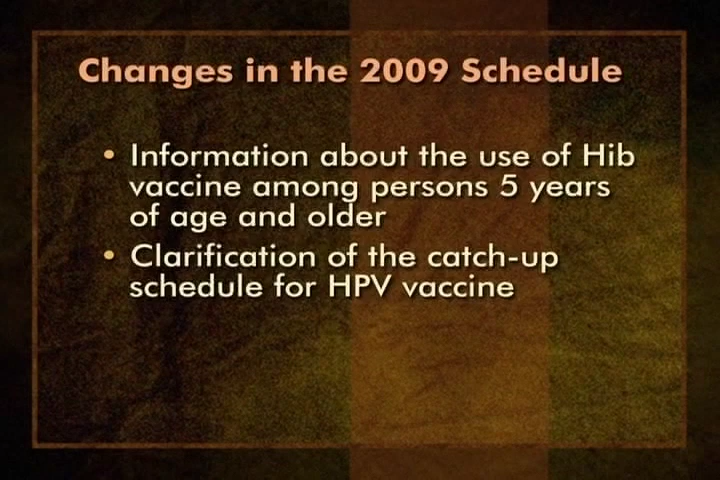 Changes in the 2009 Schedule
• Information about the use of Hib
vaccine among persons 5 years
of age and older
• Clarification of the catch-up
schedule for HPV vaccine